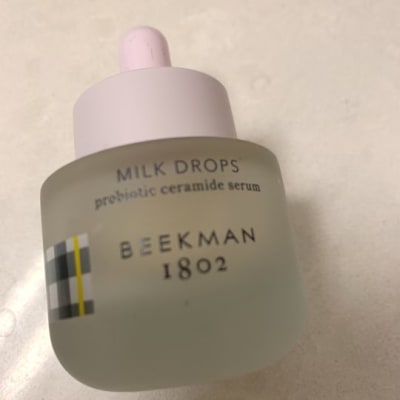 MILK DROPS
probiotic ceramide serum
BEEKMAN
1802